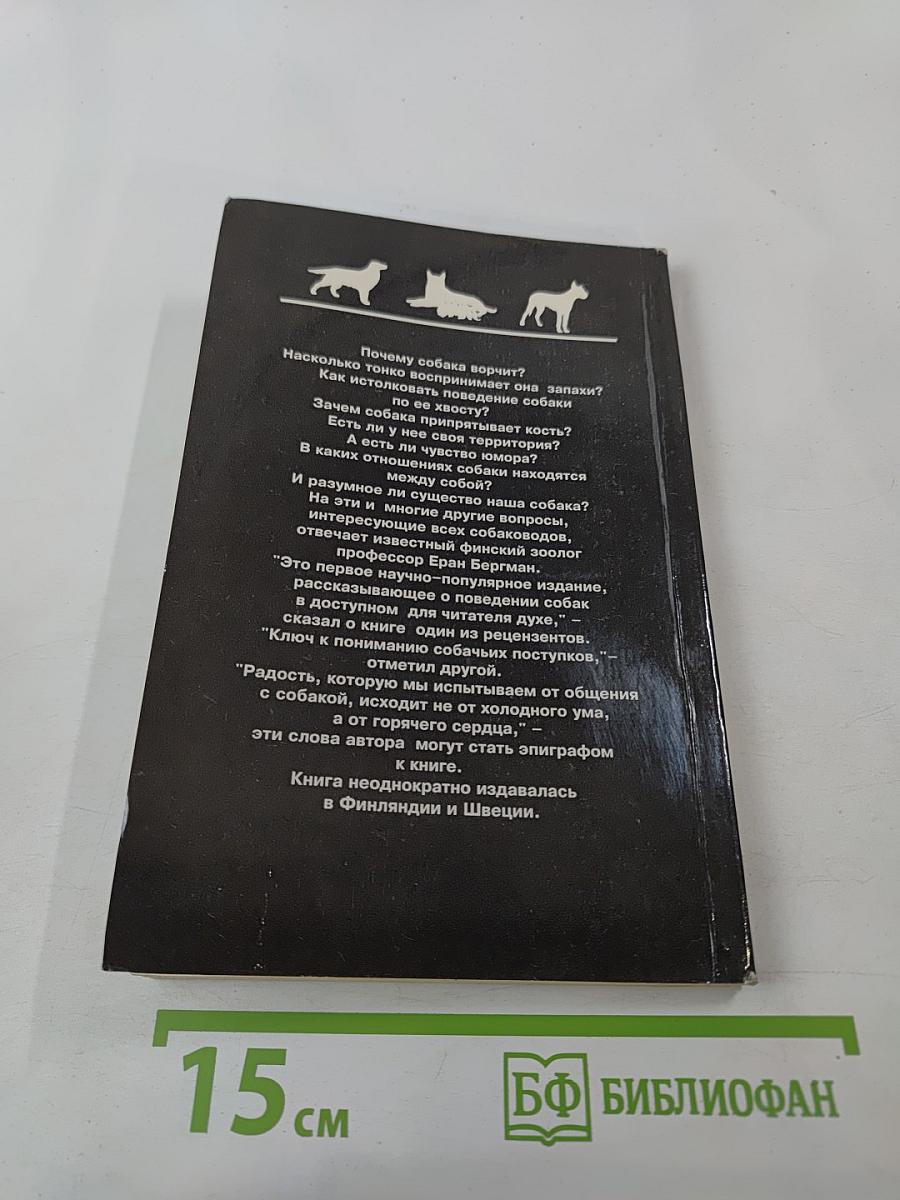 Почему собака ворчит?
Насколько тонко воспринимает она запахи?
Как истолковать поведение собаки
по ее хвосту?
Зачем собака припрятывает кость?
Есть ли у нее своя территория?
А есть ли чувство юмора?
В каких отношениях собаки находятся
между собой?
И разумное ли существо наша собака?
На эти и многие другие вопросы,
интересующие всех собаководов,
отвечает известный финский зоолог
профессор Еран Бергман.
"Это первое научно-популярное издание,
рассказывающее о поведении собак
в доступном для читателя духе," –
сказал о книге один из рецензентов.
"Ключ к пониманию собачьих поступков,"–
отметил другой.
"Радость, которую мы испытываем от общения
с собакой, исходит не от холодного ума,
а от горячего сердца," –
эти слова автора могут стать эпиграфом
к книге.
Книга неоднократно издавалась
в Финляндии и Швеции.
15 см
БФ БИБЛИОФАН